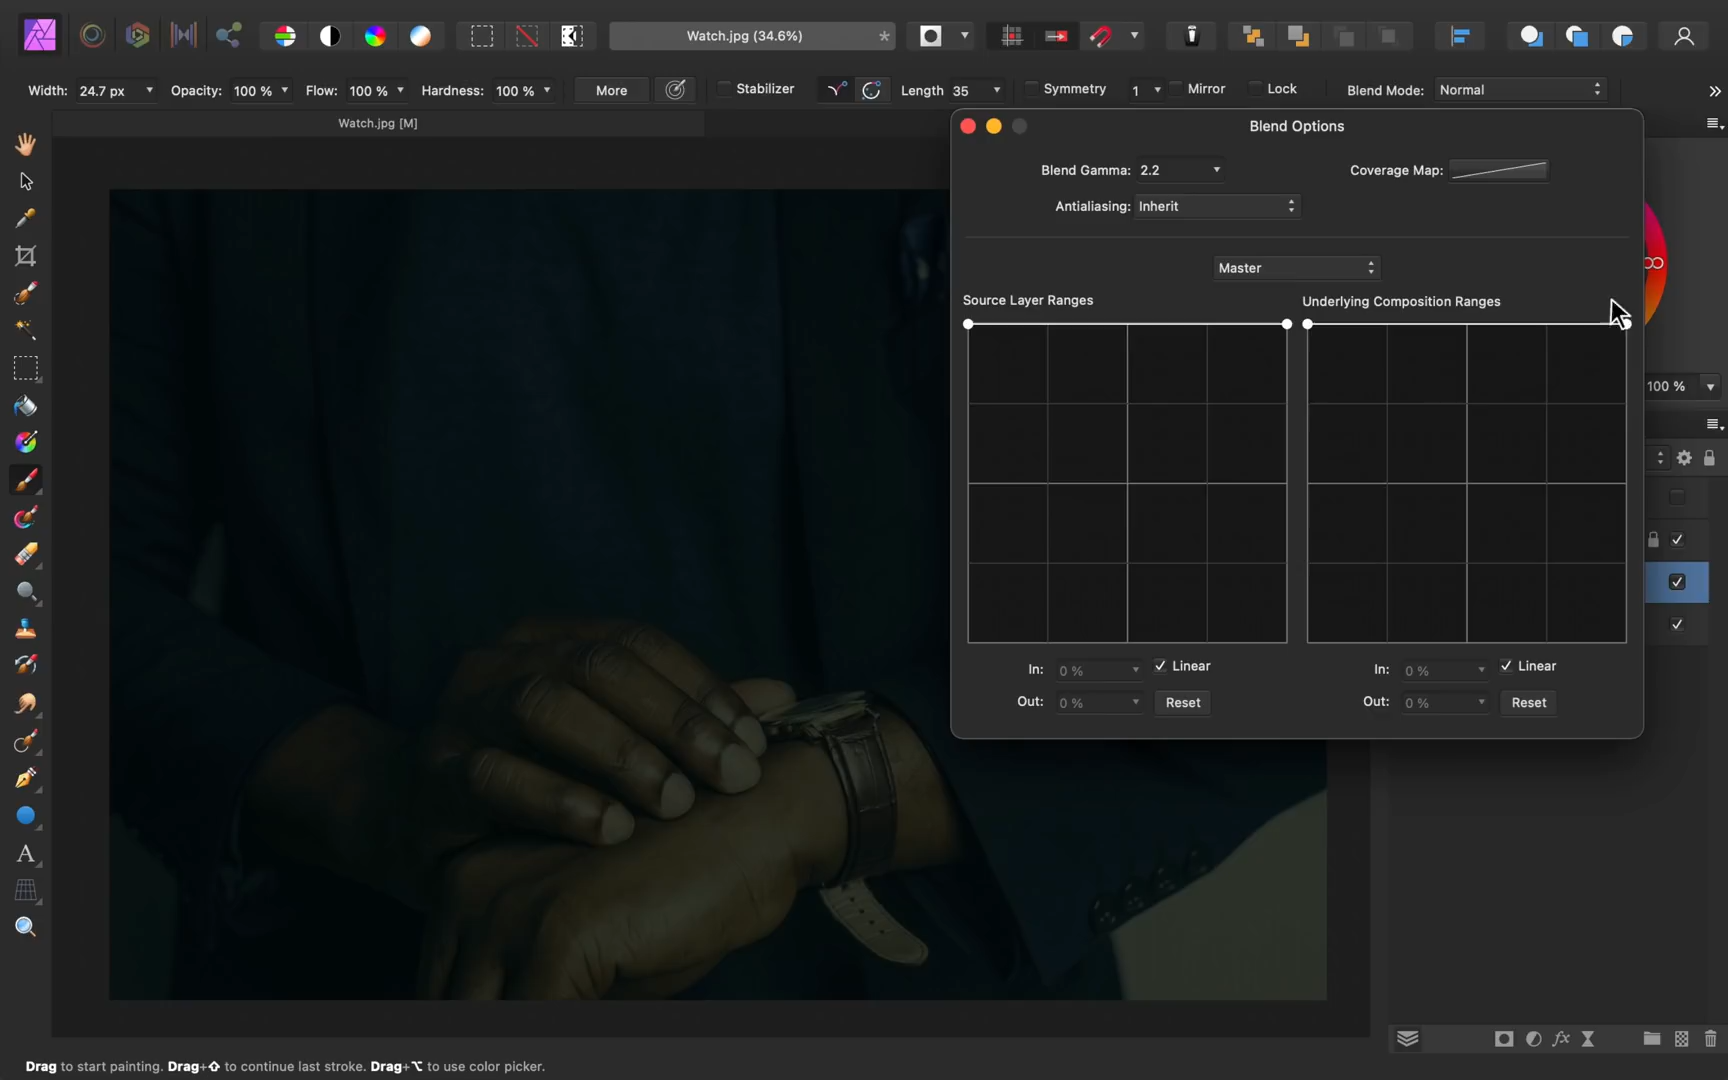 Watch.jpg (34.6%)
*
Width: 24.7 px Opacity: 100 % Flow: 100 % Hardness: 100 % More Stabilizer Length 35 Symmetry 1 Mirror Lock Blend Mode: Normal
Watch.jpg [M]
Blend Options
Blend Gamma: 2.2 Coverage Map:
Antialiasing: Inherit
Master
Source Layer Ranges Underlying Composition Ranges
100 %
In: 0 % Linear In: 0 % Linear
Out: 0 % Reset Out: 0 % Reset
A
fx
Drag to start painting. Drag+⇧ to continue last stroke. Drag+⌥ to use color picker.